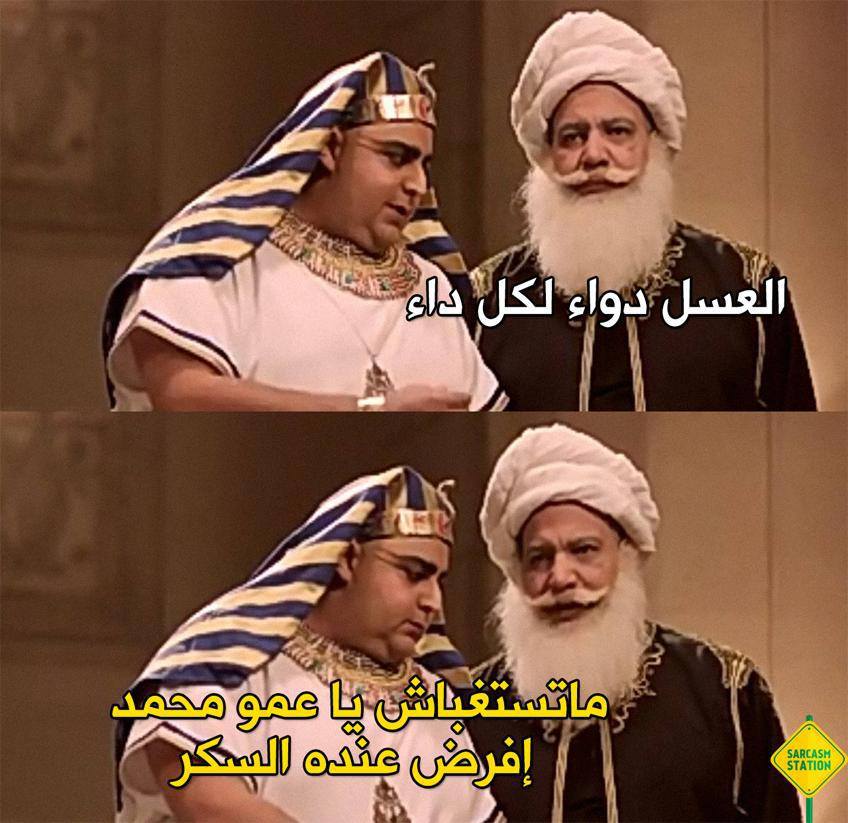 العسل دواء لكل داء
ماتستغباش يا عمو محمد
إفرض عنده السكر
SARCASM
STATION